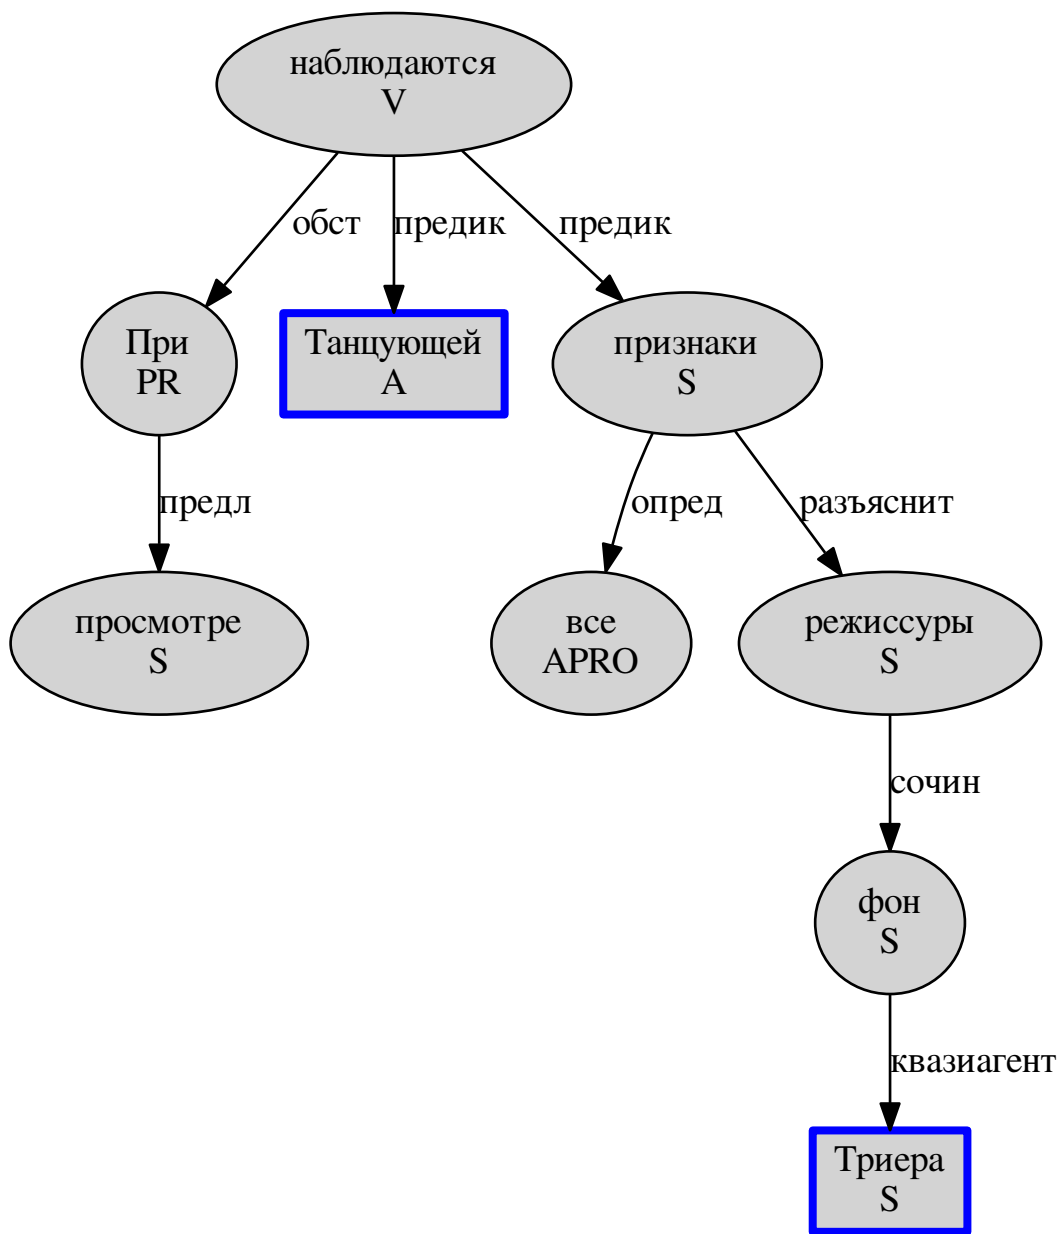 наблюдаются
V
обст
предик
предик
При
PR
Танцующей
A
признаки
S
предл
опред
разъяснит
просмотре
S
все
APRO
режиссуры
S
сочин
фон
S
квазиагент
Триера
S